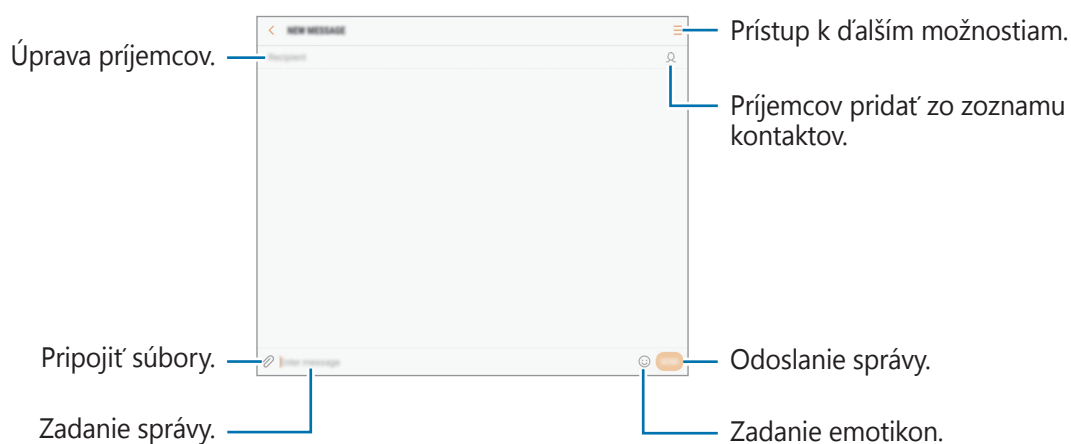 NEW MESSAGE
Prístup k ďalším možnostiam.
Úprava príjemcov.
Recipient
Príjemcov pridať zo zoznamu
kontaktov.
Pripojiť súbory.
Enter message
Odoslanie správy.
Zadanie správy.
Zadanie emotikon.